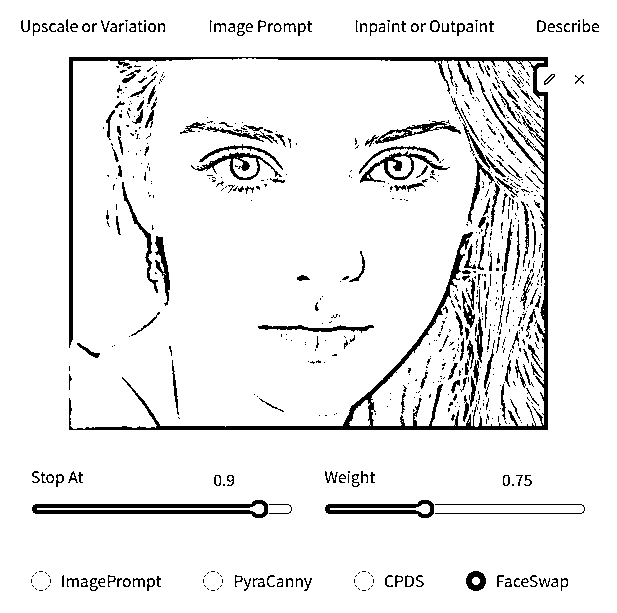 Upscale or Variation Image Prompt Inpaint or Outpaint Describe
Stop At 0.9 Weight 0.75
ImagePrompt PyraCanny CPDS FaceSwap